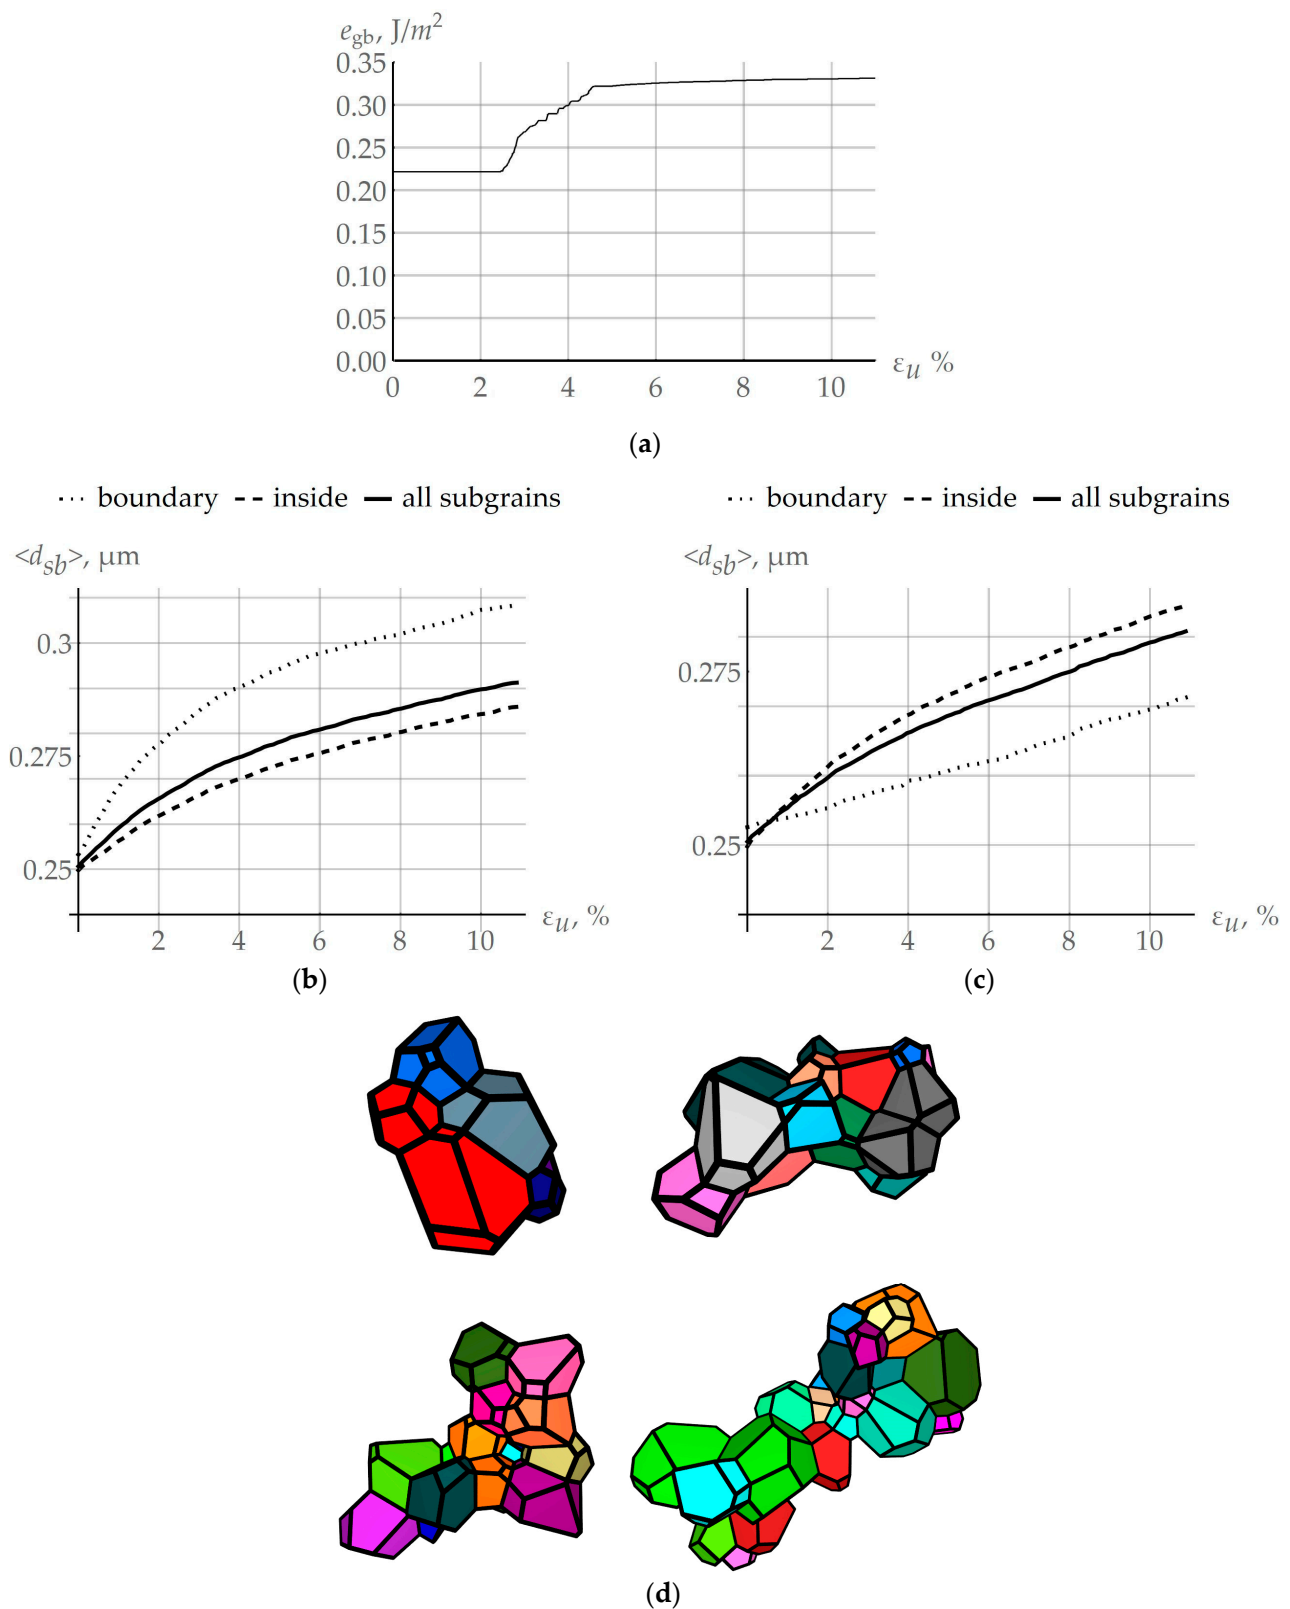 e_gb, J/m²
0.35
0.30
0.25
0.20
0.15
0.10
0.05
0.00
0 2 4 6 8 10
ε_u %
(a)
boundary inside all subgrains
<d_sb>, μm
0.3
0.275
0.25
2 4 6 8 10
ε_u, %
(b)
boundary inside all subgrains
<d_sb>, μm
0.275
0.25
2 4 6 8 10
ε_u, %
(c)
(d)